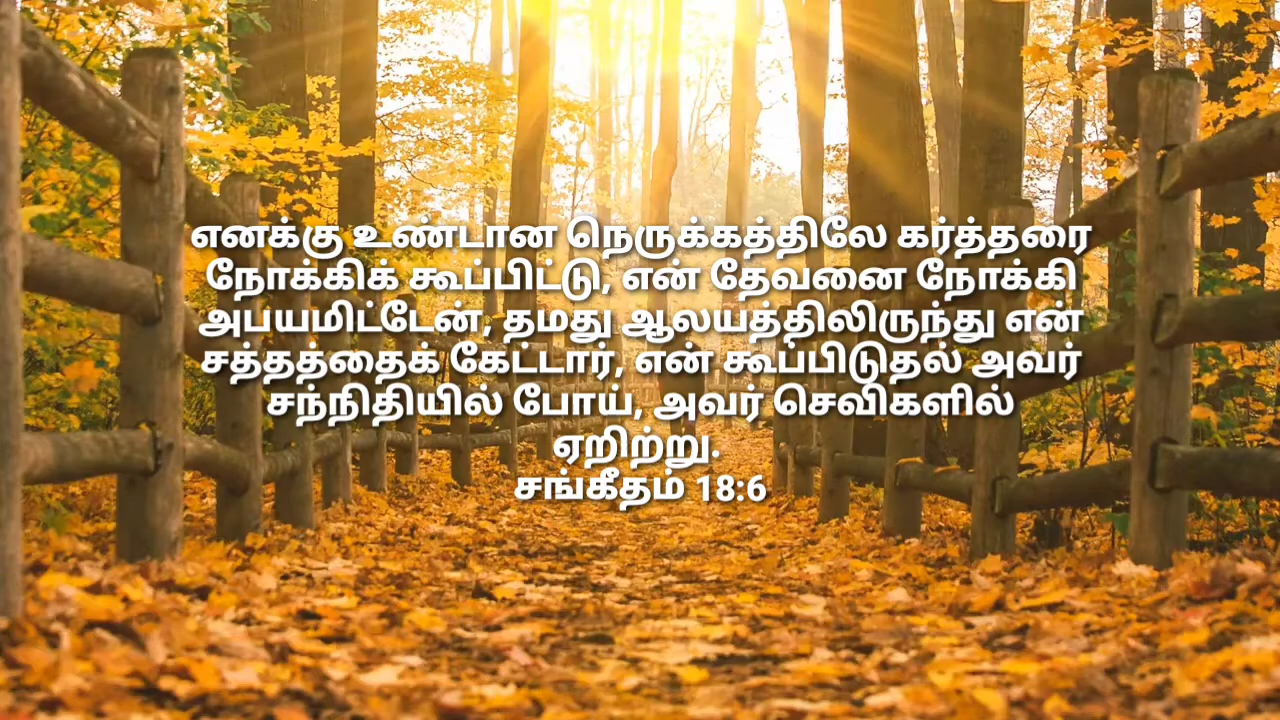 எனக்கு உண்டான நெருக்கத்திலே கர்த்தரை
நோக்கிக் கூப்பிட்டு, என் தேவனை நோக்கி
அபயமிட்டேன், தமது ஆலயத்திலிருந்து என்
சத்தத்தைக் கேட்டார், என் கூப்பிடுதல் அவர்
சந்நிதியில் போய், அவர் செவிகளில்
ஏறிற்று.
சங்கீதம் 18:6